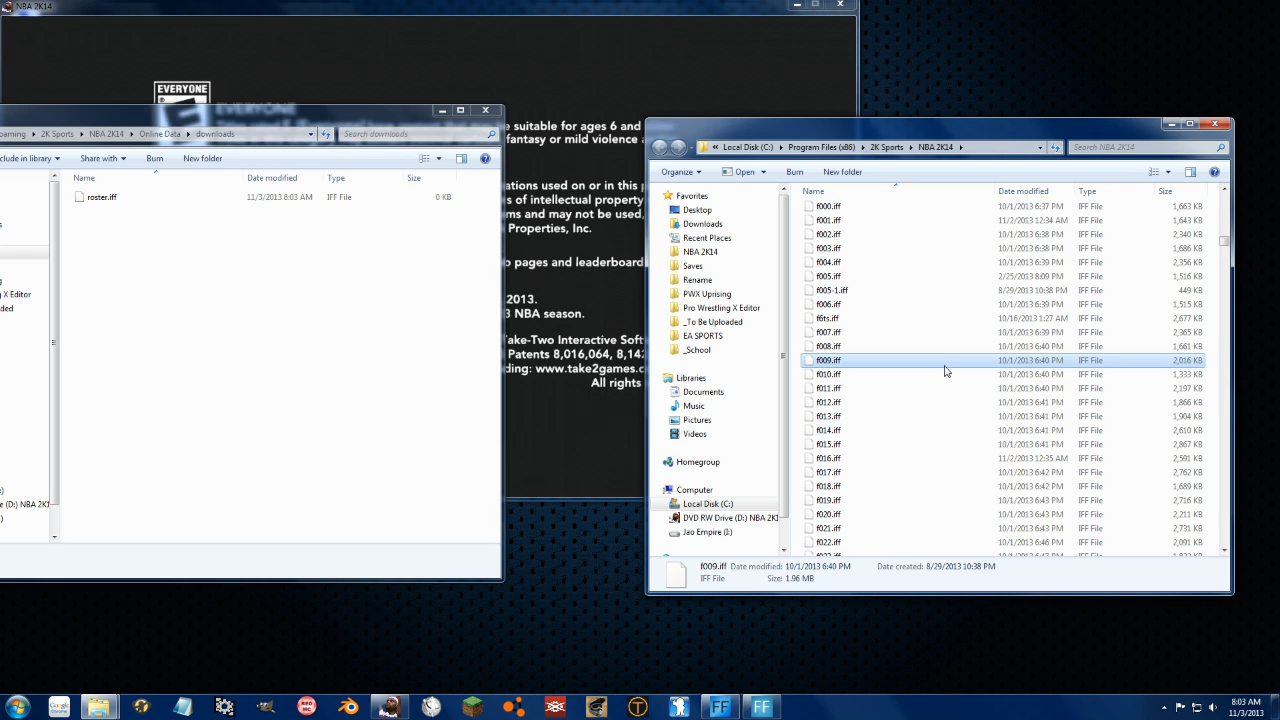 NBA 2K14
EVERYONE
E
EVERYONE
be suitable for ages 6 and
fantasy or mild violence
ations used on or in this p
s of intellectual property
ms and may not be used,
Properties, Inc.
o pages and leaderboard
2013.
3 NBA season.
Take-Two Interactive Soft
Patents 8,016,064, 8,142
ding: www.take2games.c
All rights
oaming
2K Sports
NBA 2K14
Online Data
downloads
Search downloads
clude in library
Share with
Burn
New folder
Name
Date modified
Type
Size
roster.iff
11/3/2013 8:03 AM
IFF File
0 KB
g X Editor
ded
e (D:) NBA 2K1
Local Disk (C:)
Program Files (x86)
2K Sports
NBA 2K14
Search NBA 2K14
Organize
Open
Burn
New folder
Favorites
Desktop
Downloads
Recent Places
NBA 2K14
Saves
Rename
PWX Uprising
Pro Wrestling X Editor
_To Be Uploaded
EA SPORTS
_School
Libraries
Documents
Music
Pictures
Videos
Homegroup
Computer
Local Disk (C:)
DVD RW Drive (D:) NBA 2K1
Jao Empire (I:)
Name Date modified Type Size
f000.iff 10/1/2013 6:37 PM IFF File 1,663 KB
f001.iff 11/2/2013 12:34 AM IFF File 1,643 KB
f002.iff 10/1/2013 6:38 PM IFF File 2,340 KB
f003.iff 10/1/2013 6:38 PM IFF File 1,686 KB
f004.iff 10/1/2013 6:39 PM IFF File 2,356 KB
f005.iff 2/25/2013 8:09 PM IFF File 1,516 KB
f005-1.iff 8/29/2013 10:38 PM IFF File 449 KB
f006.iff 10/1/2013 6:39 PM IFF File 1,515 KB
f6ts.iff 10/16/2013 1:27 AM IFF File 2,677 KB
f007.iff 10/1/2013 6:39 PM IFF File 2,365 KB
f008.iff 10/1/2013 6:40 PM IFF File 1,661 KB
f009.iff 10/1/2013 6:40 PM IFF File 2,016 KB
f010.iff 10/1/2013 6:40 PM IFF File 1,333 KB
f011.iff 10/1/2013 6:40 PM IFF File 2,197 KB
f012.iff 10/1/2013 6:41 PM IFF File 1,866 KB
f013.iff 10/1/2013 6:41 PM IFF File 1,904 KB
f014.iff 10/1/2013 6:41 PM IFF File 2,610 KB
f015.iff 10/1/2013 6:41 PM IFF File 2,867 KB
f016.iff 11/2/2013 12:35 AM IFF File 2,591 KB
f017.iff 10/1/2013 6:42 PM IFF File 2,762 KB
f018.iff 10/1/2013 6:42 PM IFF File 1,689 KB
f019.iff 10/1/2013 6:43 PM IFF File 2,716 KB
f020.iff 10/1/2013 6:43 PM IFF File 2,211 KB
f021.iff 10/1/2013 6:43 PM IFF File 2,731 KB
f022.iff 10/1/2013 6:46 PM IFF File 2,091 KB
f009.iff Date modified: 10/1/2013 6:40 PM Date created: 8/29/2013 10:38 PM
IFF File Size: 1.96 MB
Google
chrome
RED
MC
T
FF
FF
8:03 AM
11/3/2013